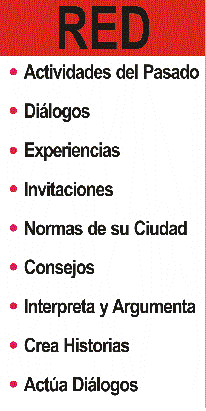 RED
• Actividades del Pasado
• Diálogos
• Experiencias
• Invitaciones
• Normas de su Ciudad
• Consejos
• Interpreta y Argumenta
• Crea Historias
• Actúa Diálogos